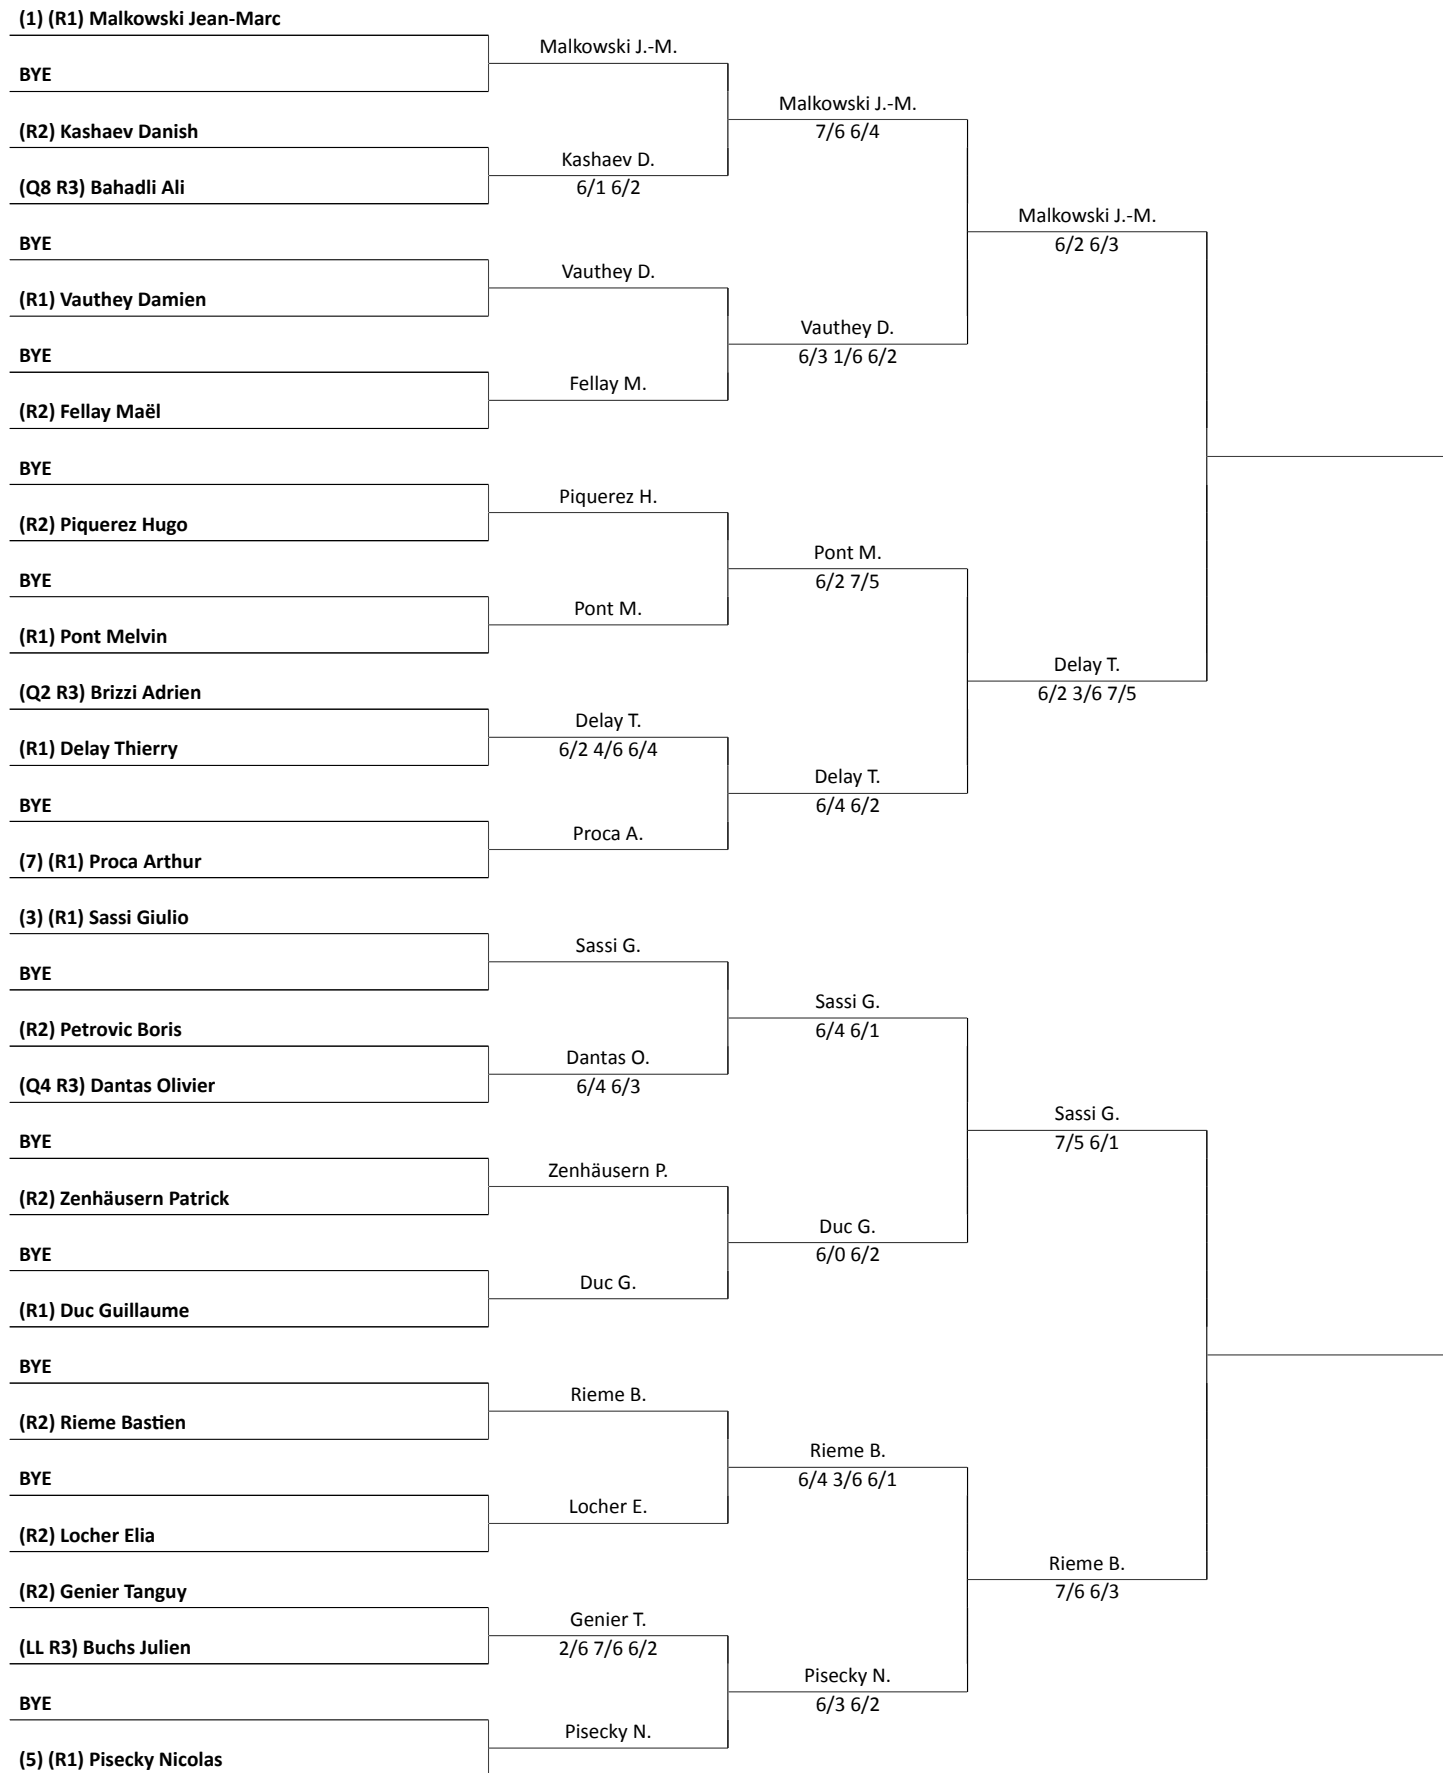 (1) (R1) Malkowski Jean-Marc
Malkowski J.-M.
BYE
Malkowski J.-M.
7/6 6/4
(R2) Kashaev Danish
Kashaev D.
6/1 6/2
(Q8 R3) Bahadli Ali
Malkowski J.-M.
6/2 6/3
BYE
Vauthey D.
(R1) Vauthey Damien
Vauthey D.
6/3 1/6 6/2
BYE
Fellay M.
(R2) Fellay Maël
BYE
Piquerez H.
(R2) Piquerez Hugo
Pont M.
6/2 7/5
BYE
Pont M.
(R1) Pont Melvin
Delay T.
6/2 3/6 7/5
(Q2 R3) Brizzi Adrien
Delay T.
6/2 4/6 6/4
(R1) Delay Thierry
Delay T.
6/4 6/2
BYE
Proca A.
(7) (R1) Proca Arthur
(3) (R1) Sassi Giulio
Sassi G.
BYE
Sassi G.
6/4 6/1
(R2) Petrovic Boris
Dantas O.
6/4 6/3
(Q4 R3) Dantas Olivier
Sassi G.
7/5 6/1
BYE
Zenhäusern P.
(R2) Zenhäusern Patrick
Duc G.
6/0 6/2
BYE
Duc G.
(R1) Duc Guillaume
BYE
Rieme B.
(R2) Rieme Bastien
Rieme B.
6/4 3/6 6/1
BYE
Locher E.
(R2) Locher Elia
Rieme B.
7/6 6/3
(R2) Genier Tanguy
Genier T.
2/6 7/6 6/2
(LL R3) Buchs Julien
Pisecky N.
6/3 6/2
BYE
Pisecky N.
(5) (R1) Pisecky Nicolas